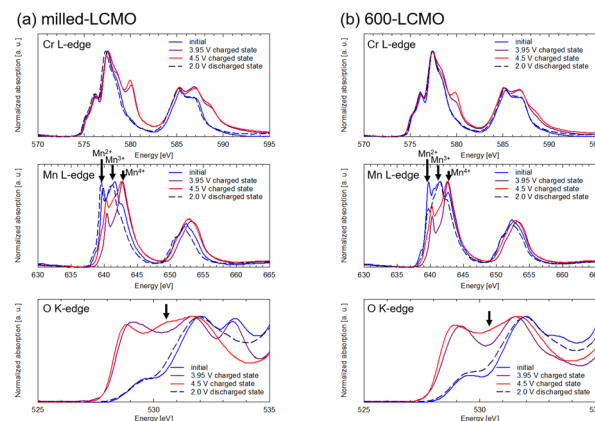 (a) milled-LCMO
Cr L-edge
initial
3.95 V charged state
4.5 V charged state
2.0 V discharged state
Normalized absorption [a. u.]
570 575 580 585 590 595
Energy [eV]
Mn2+
Mn3+
Mn4+
Mn L-edge
initial
3.95 V charged state
4.5 V charged state
2.0 V discharged state
Normalized absorption [a. u.]
630 635 640 645 650 655 660 665
Energy [eV]
O K-edge
initial
3.95 V charged state
4.5 V charged state
2.0 V discharged state
Normalized absorption [a. u.]
525 530 535
Energy [eV]
(b) 600-LCMO
Cr L-edge
initial
3.95 V charged state
4.5 V charged state
2.0 V discharged state
Normalized absorption [a. u.]
570 575 580 585 590 595
Energy [eV]
Mn2+
Mn3+
Mn4+
Mn L-edge
initial
3.95 V charged state
4.5 V charged state
2.0 V discharged state
Normalized absorption [a. u.]
630 635 640 645 650 655 660
Energy [eV]
O K-edge
initial
3.95 V charged state
4.5 V charged state
2.0 V discharged state
Normalized absorption [a. u.]
525 530
Energy [eV]